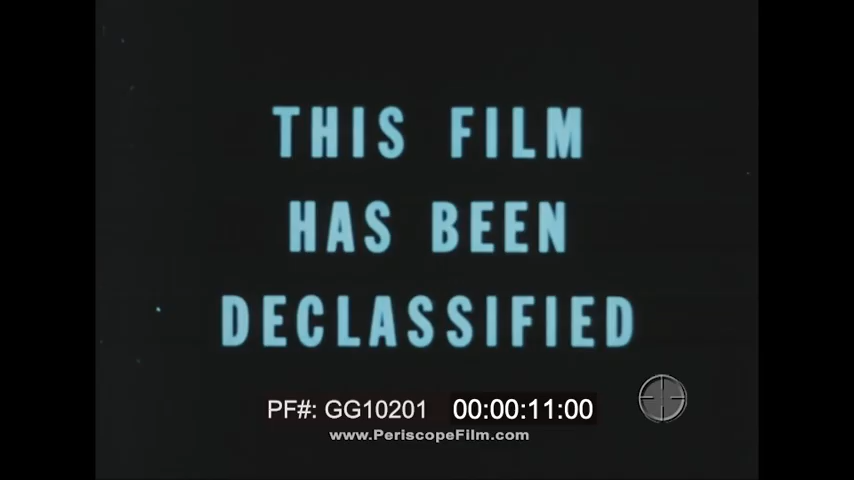 THIS FILM
HAS BEEN
DECLASSIFIED
PF#: GG10201 00:00:11:00
www.PeriscopeFilm.com